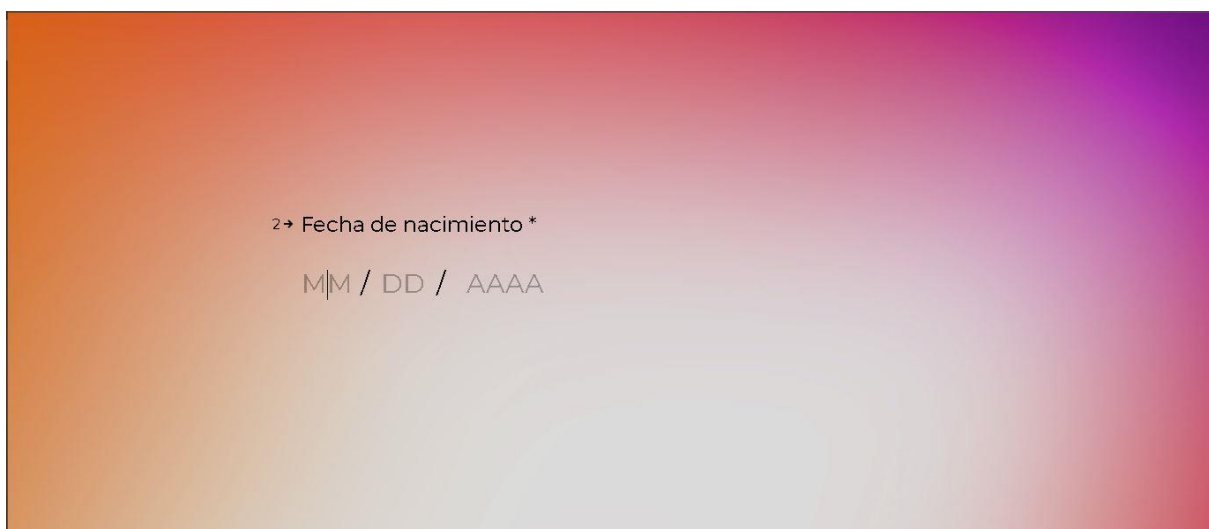 2→ Fecha de nacimiento *
MM / DD / AAAA